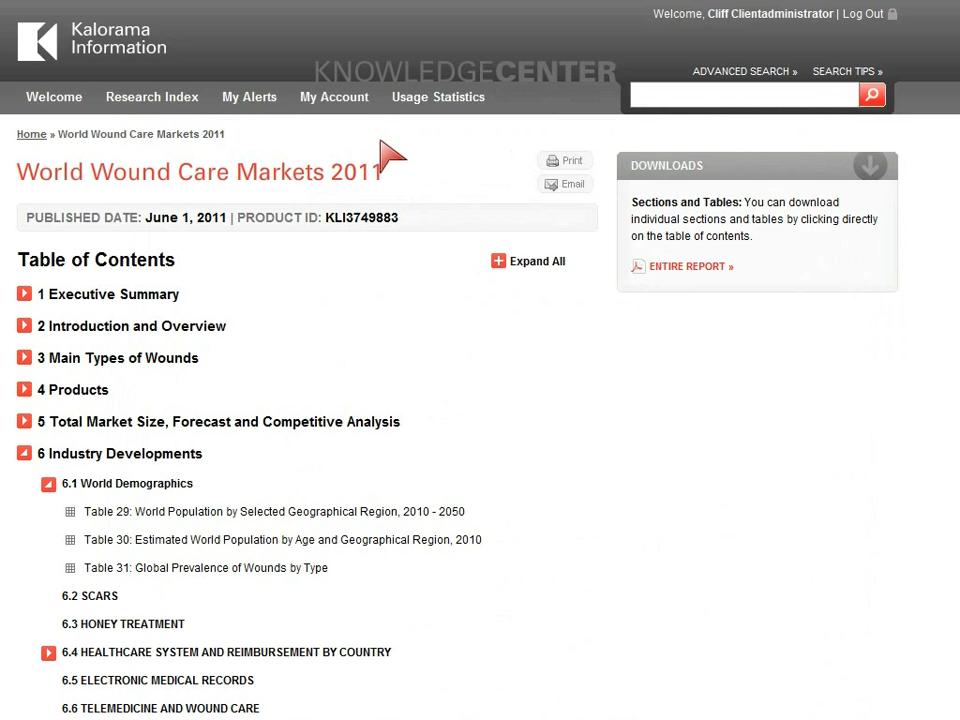 Kalorama
Information
Welcome, Cliff Clientadministrator | Log Out
KNOWLEDGECENTER
ADVANCED SEARCH »
SEARCH TIPS »
Welcome
Research Index
My Alerts
My Account
Usage Statistics
Home » World Wound Care Markets 2011
World Wound Care Markets 2011
Print
Email
PUBLISHED DATE: June 1, 2011 | PRODUCT ID: KLI3749883
DOWNLOADS
Sections and Tables: You can download
individual sections and tables by clicking directly
on the table of contents.
ENTIRE REPORT »
Table of Contents
Expand All
1 Executive Summary
2 Introduction and Overview
3 Main Types of Wounds
4 Products
5 Total Market Size, Forecast and Competitive Analysis
6 Industry Developments
6.1 World Demographics
Table 29: World Population by Selected Geographical Region, 2010 - 2050
Table 30: Estimated World Population by Age and Geographical Region, 2010
Table 31: Global Prevalence of Wounds by Type
6.2 SCARS
6.3 HONEY TREATMENT
6.4 HEALTHCARE SYSTEM AND REIMBURSEMENT BY COUNTRY
6.5 ELECTRONIC MEDICAL RECORDS
6.6 TELEMEDICINE AND WOUND CARE